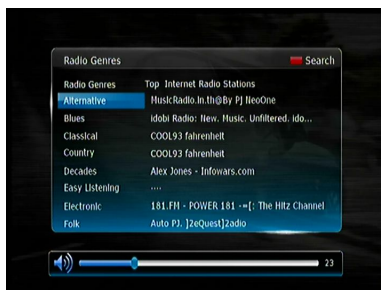 Radio Genres Search
Radio Genres Top Internet Radio Stations
Alternative MusicRadio.in.th@By PJ NeoOne
Blues idobi Radio: New. Music. Unfiltered. ido...
Classical COOL93 fahrenheit
Country COOL93 fahrenheit
Decades Alex Jones - Infowars.com
Easy Listening ....
Electronic 181.FM - POWER 181 -=[: The Hitz Channel
Folk Auto PJ. ]2eQuest]2adio
23